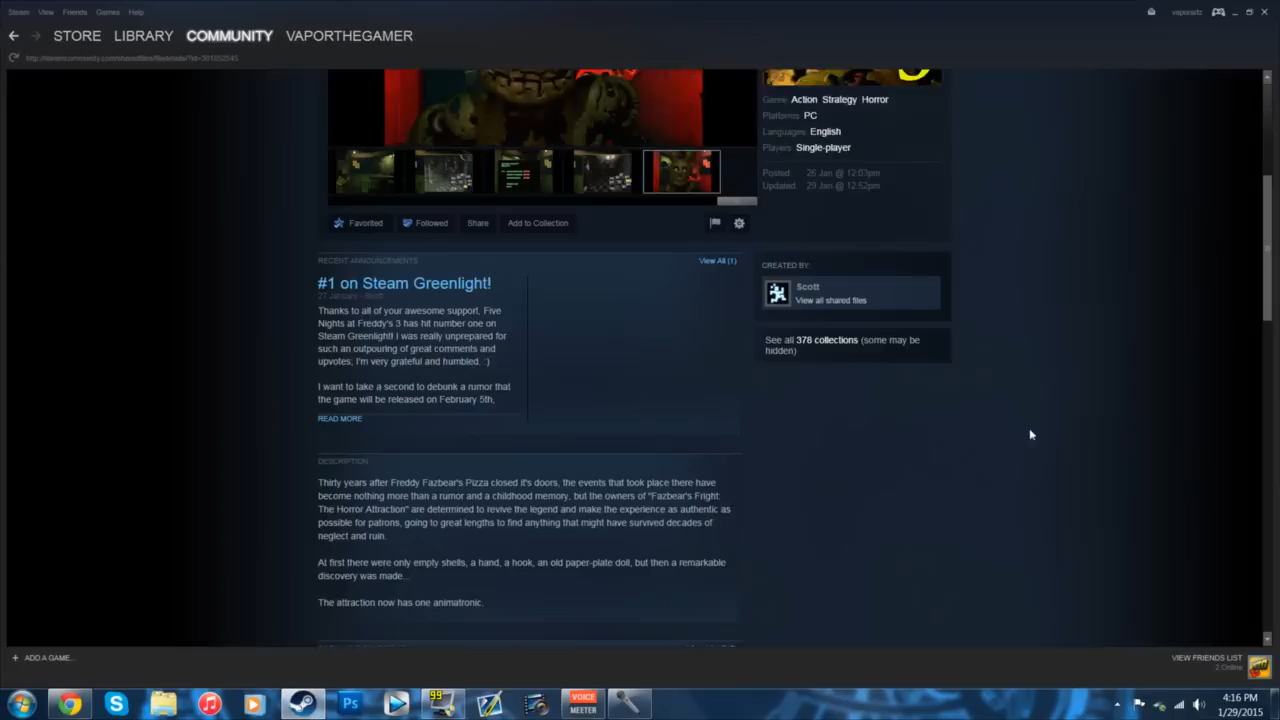 Steam View Friends Games Help
vaporartz
STORE LIBRARY COMMUNITY VAPORTHEGAMER
Genre: Action Strategy Horror
Platforms: PC
Languages: English
Players: Single-player
Posted: 26 Jan @ 12:03pm
Updated: 29 Jan @ 12:52pm
Favorited Followed Share Add to Collection
RECENT ANNOUNCEMENTS View All (1)
#1 on Steam Greenlight!
27 January - Scott
Thanks to all of your awesome support, Five
Nights at Freddy's 3 has hit number one on
Steam Greenlight! I was really unprepared for
such an outpouring of great comments and
upvotes; I'm very grateful and humbled. :)
I want to take a second to debunk a rumor that
the game will be released on February 5th,
READ MORE
CREATED BY:
Scott
View all shared files
See all 378 collections (some may be
hidden)
DESCRIPTION
Thirty years after Freddy Fazbear's Pizza closed it's doors, the events that took place there have
become nothing more than a rumor and a childhood memory, but the owners of "Fazbear's Fright:
The Horror Attraction" are determined to revive the legend and make the experience as authentic as
possible for patrons, going to great lengths to find anything that might have survived decades of
neglect and ruin.
At first there were only empty shells, a hand, a hook, an old paper-plate doll, but then a remarkable
discovery was made...
The attraction now has one animatronic.
+ ADD A GAME...
VIEW FRIENDS LIST
2 Online
Ps
99
VOICE
MEETER
4:16 PM
1/29/2015